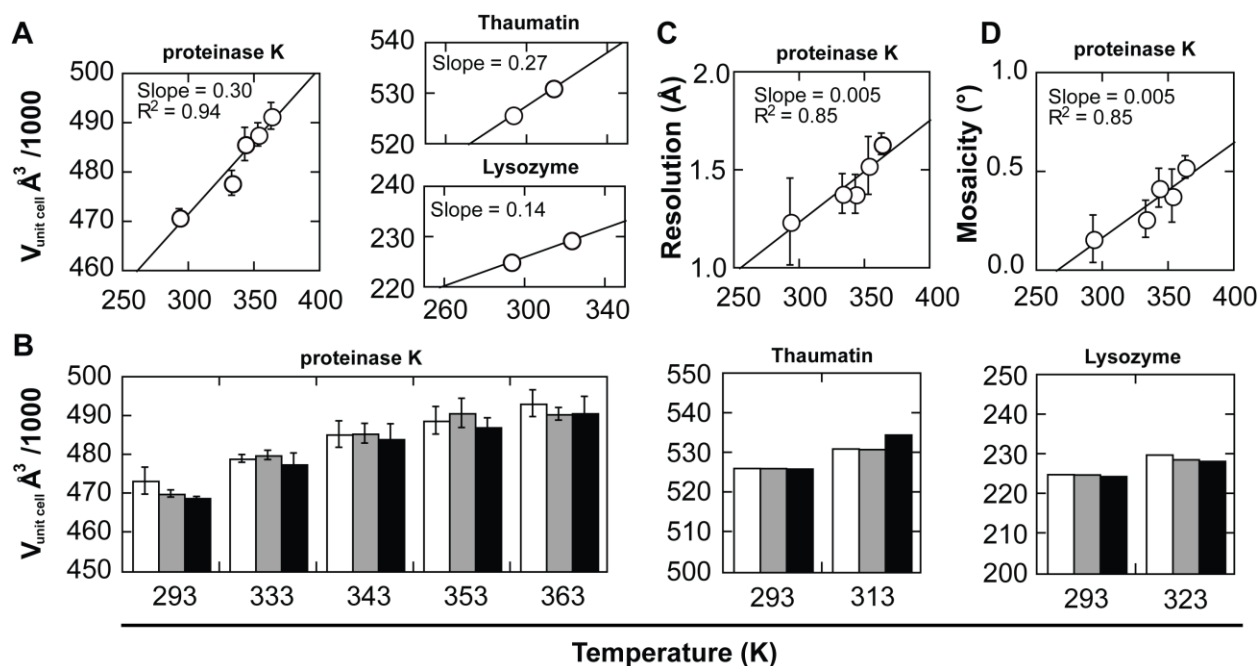 A
proteinase K
500
490
480
470
460
V unit cell Å³ /1000
Slope = 0.30
R² = 0.94
250 300 350 400
Thaumatin
540
530
520
Slope = 0.27
Lysozyme
240
230
220
Slope = 0.14
260 300 340
C
proteinase K
2.0
1.5
1.0
Resolution (Å)
Slope = 0.005
R² = 0.85
250 300 350 400
D
proteinase K
1.0
0.5
0.0
Mosaicity (°)
Slope = 0.005
R² = 0.85
250 300 350 400
B
proteinase K
500
490
480
470
460
450
V unit cell Å³ /1000
293 333 343 353 363
Thaumatin
550
540
530
520
510
500
293 313
Lysozyme
250
240
230
220
210
200
293 323
Temperature (K)